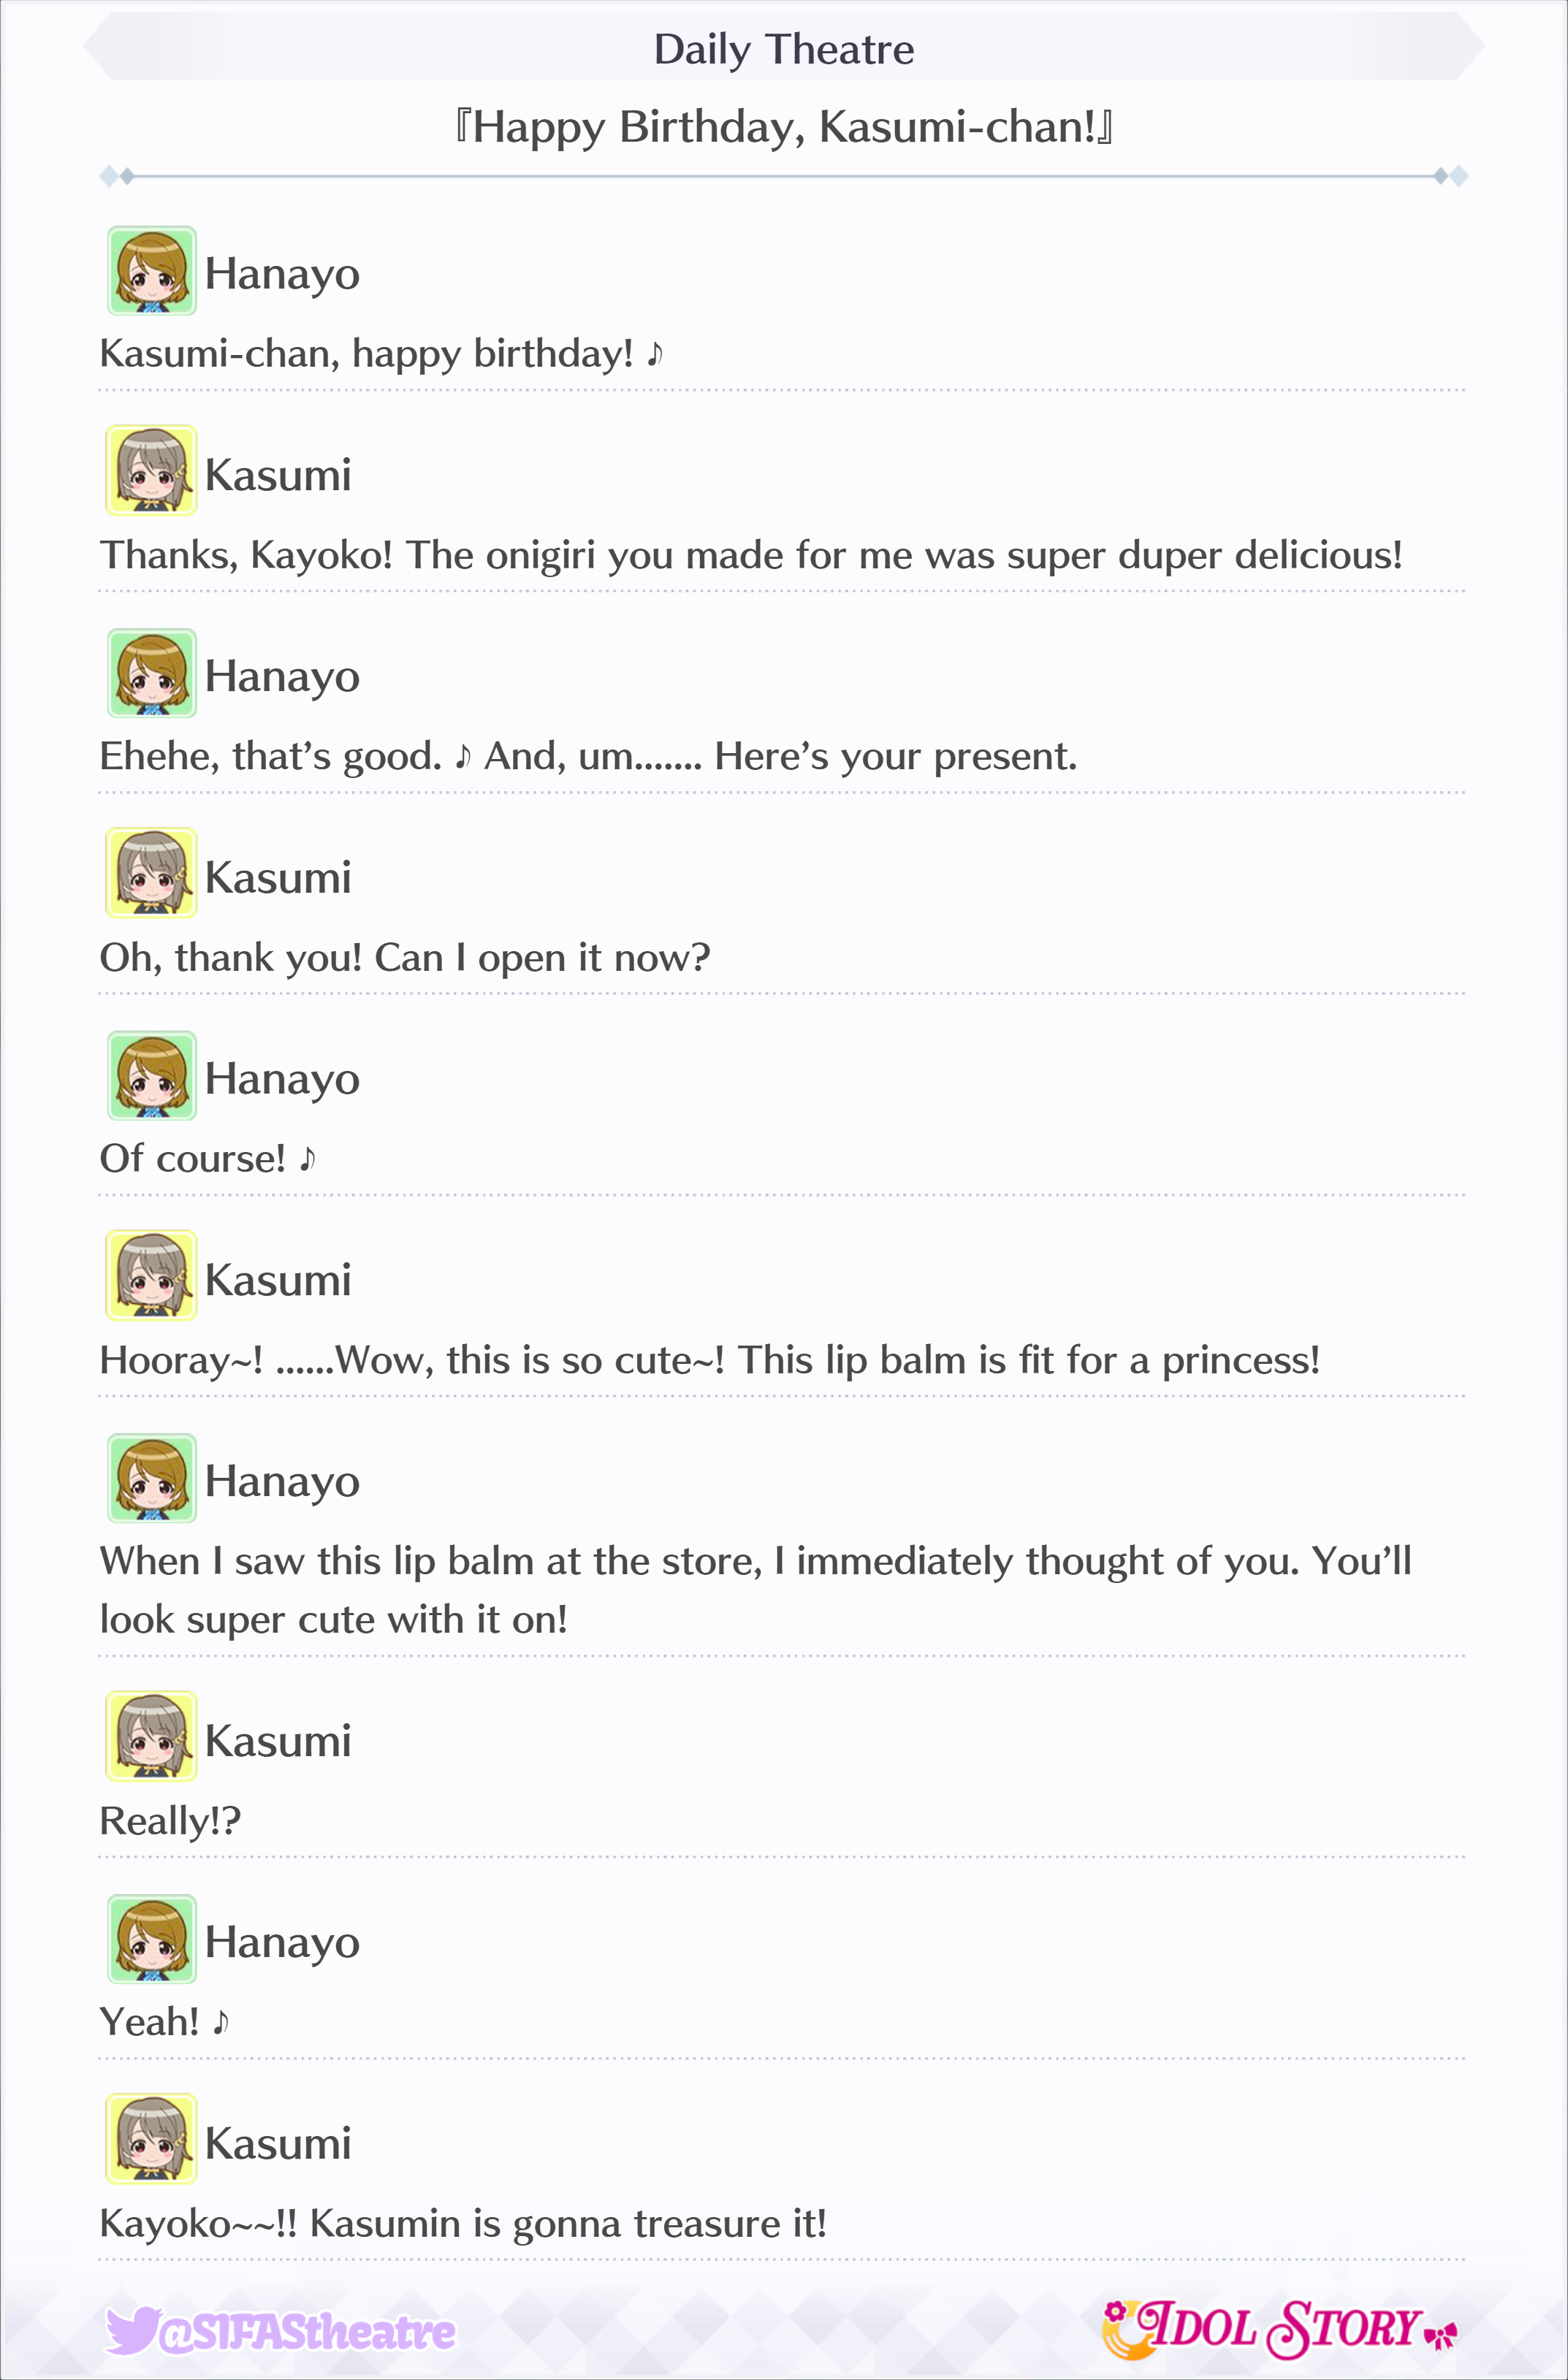 Daily Theatre
『Happy Birthday, Kasumi-chan!』
Hanayo
Kasumi-chan, happy birthday! ♪
Kasumi
Thanks, Kayoko! The onigiri you made for me was super duper delicious!
Hanayo
Ehehe, that’s good. ♪ And, um....... Here’s your present.
Kasumi
Oh, thank you! Can I open it now?
Hanayo
Of course! ♪
Kasumi
Hooray~! ......Wow, this is so cute~! This lip balm is fit for a princess!
Hanayo
When I saw this lip balm at the store, I immediately thought of you. You’ll
look super cute with it on!
Kasumi
Really!?
Hanayo
Yeah! ♪
Kasumi
Kayoko~~!! Kasumin is gonna treasure it!
@SIFAStheatre
IDOL STORY